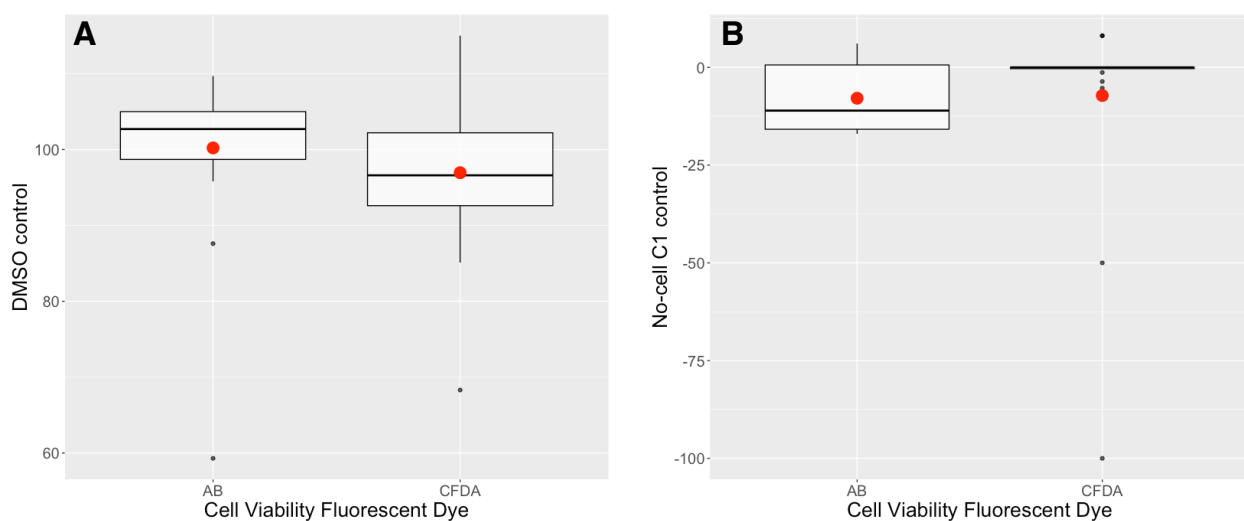 A
DMSO control
100
80
60
AB
CFDA
Cell Viability Fluorescent Dye
B
No-cell C1 control
0
-25
-50
-75
-100
AB
CFDA
Cell Viability Fluorescent Dye